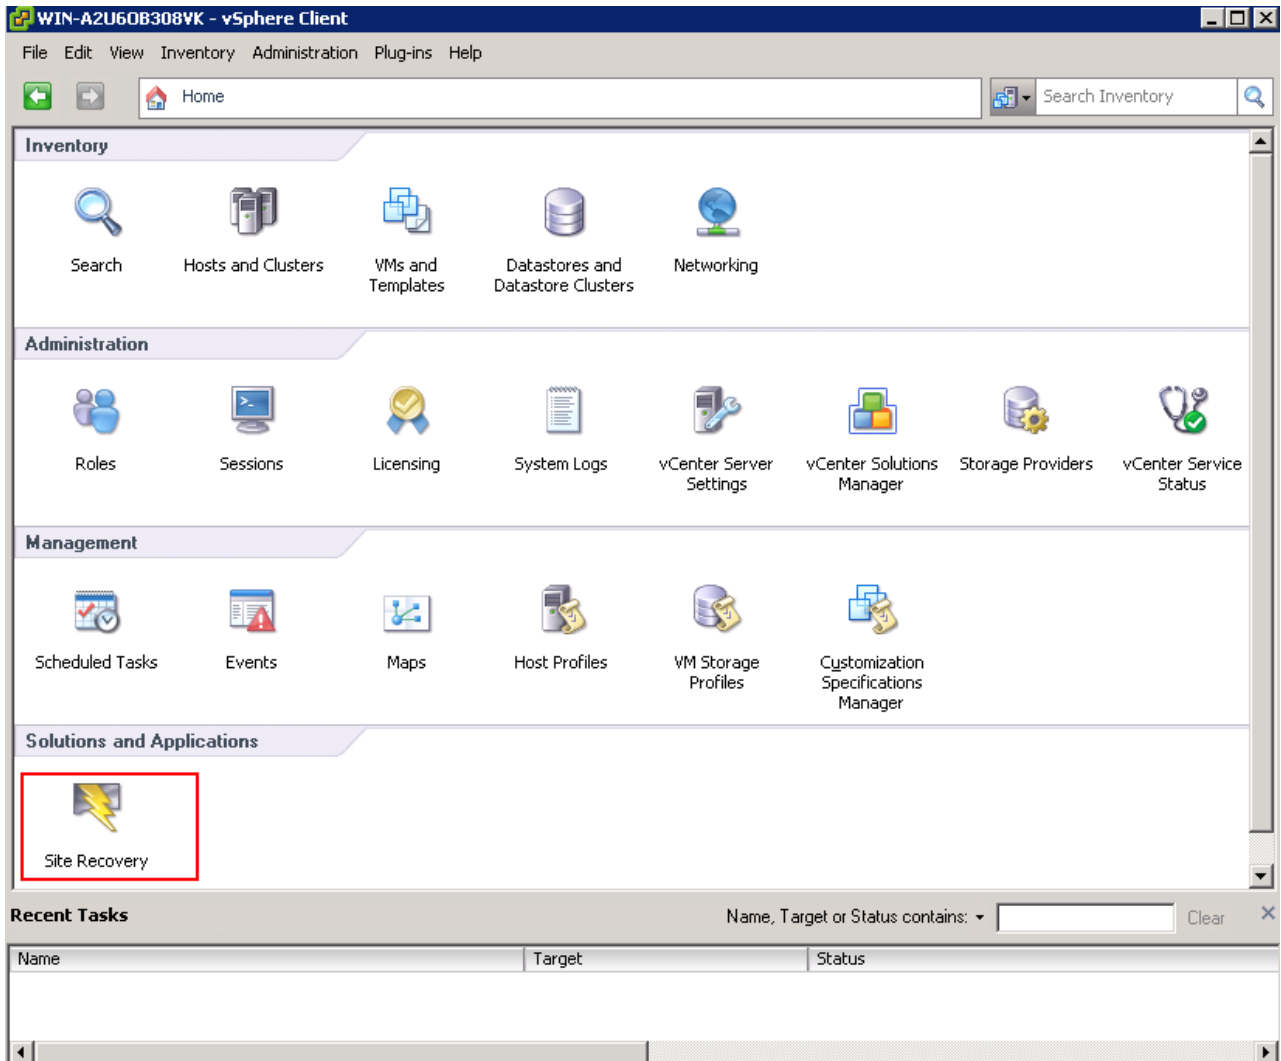 WIN-A2U6OB308VK - vSphere Client
File Edit View Inventory Administration Plug-ins Help
Home
Search Inventory
Inventory
Search
Hosts and Clusters
VMs and
Templates
Datastores and
Datastore Clusters
Networking
Administration
Roles
Sessions
Licensing
System Logs
vCenter Server
Settings
vCenter Solutions
Manager
Storage Providers
vCenter Service
Status
Management
Scheduled Tasks
Events
Maps
Host Profiles
VM Storage
Profiles
Customization
Specifications
Manager
Solutions and Applications
Site Recovery
Recent Tasks
Name, Target or Status contains:
Clear
Name
Target
Status